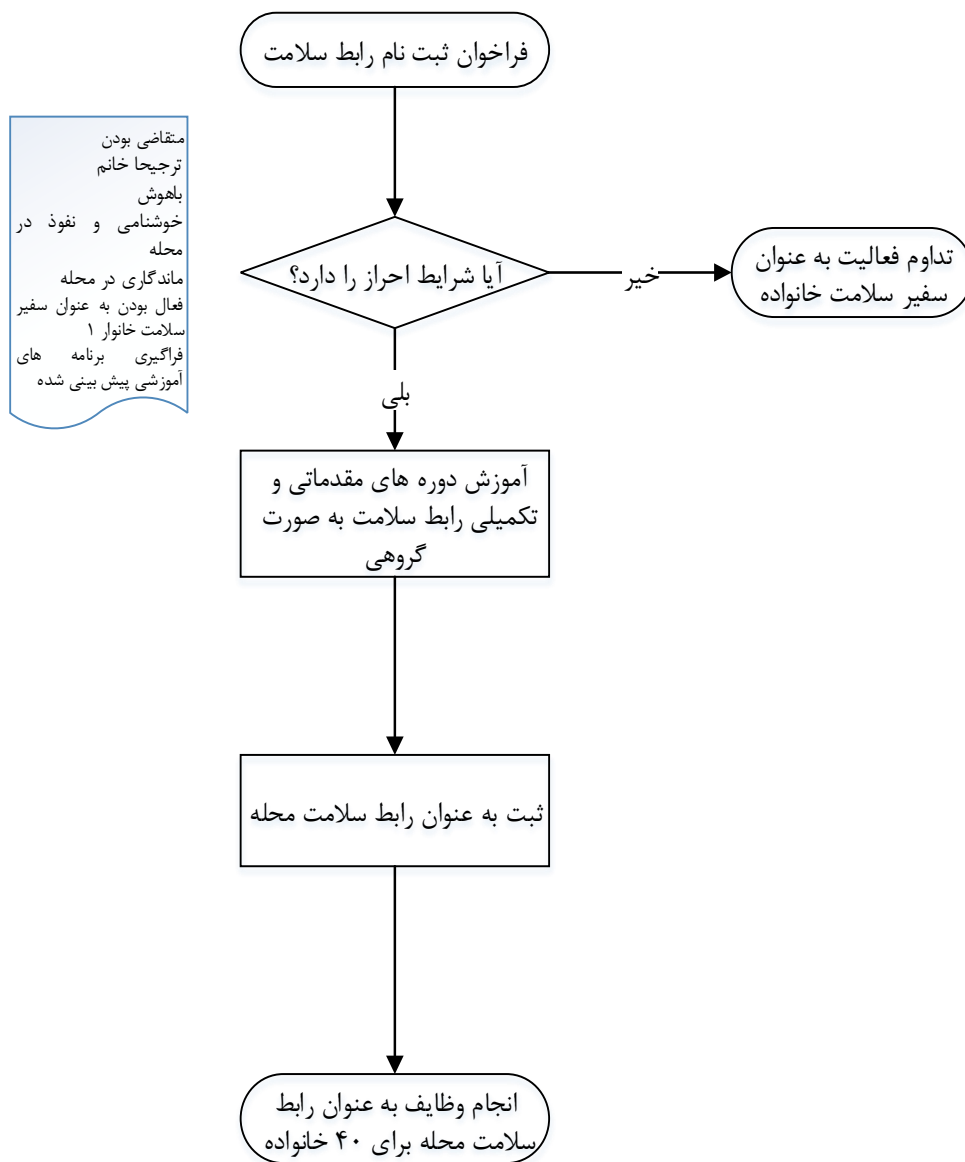 فراخوان ثبت نام رابط سلامت
متقاضی بودن
ترجیحا خانم
باهوش
خوشنامی و نفوذ در
محله
ماندگاری در محله
فعال بودن به عنوان سفیر
سلامت خانوار ۱
فراگیری برنامه های
آموزشی پیش بینی شده
آیا شرایط احراز را دارد؟
خیر
تداوم فعالیت به عنوان
سفیر سلامت خانواده
بلی
آموزش دوره های مقدماتی و
تکمیلی رابط سلامت به صورت
گروهی
ثبت به عنوان رابط سلامت محله
انجام وظایف به عنوان رابط
سلامت محله برای ۴۰ خانواده